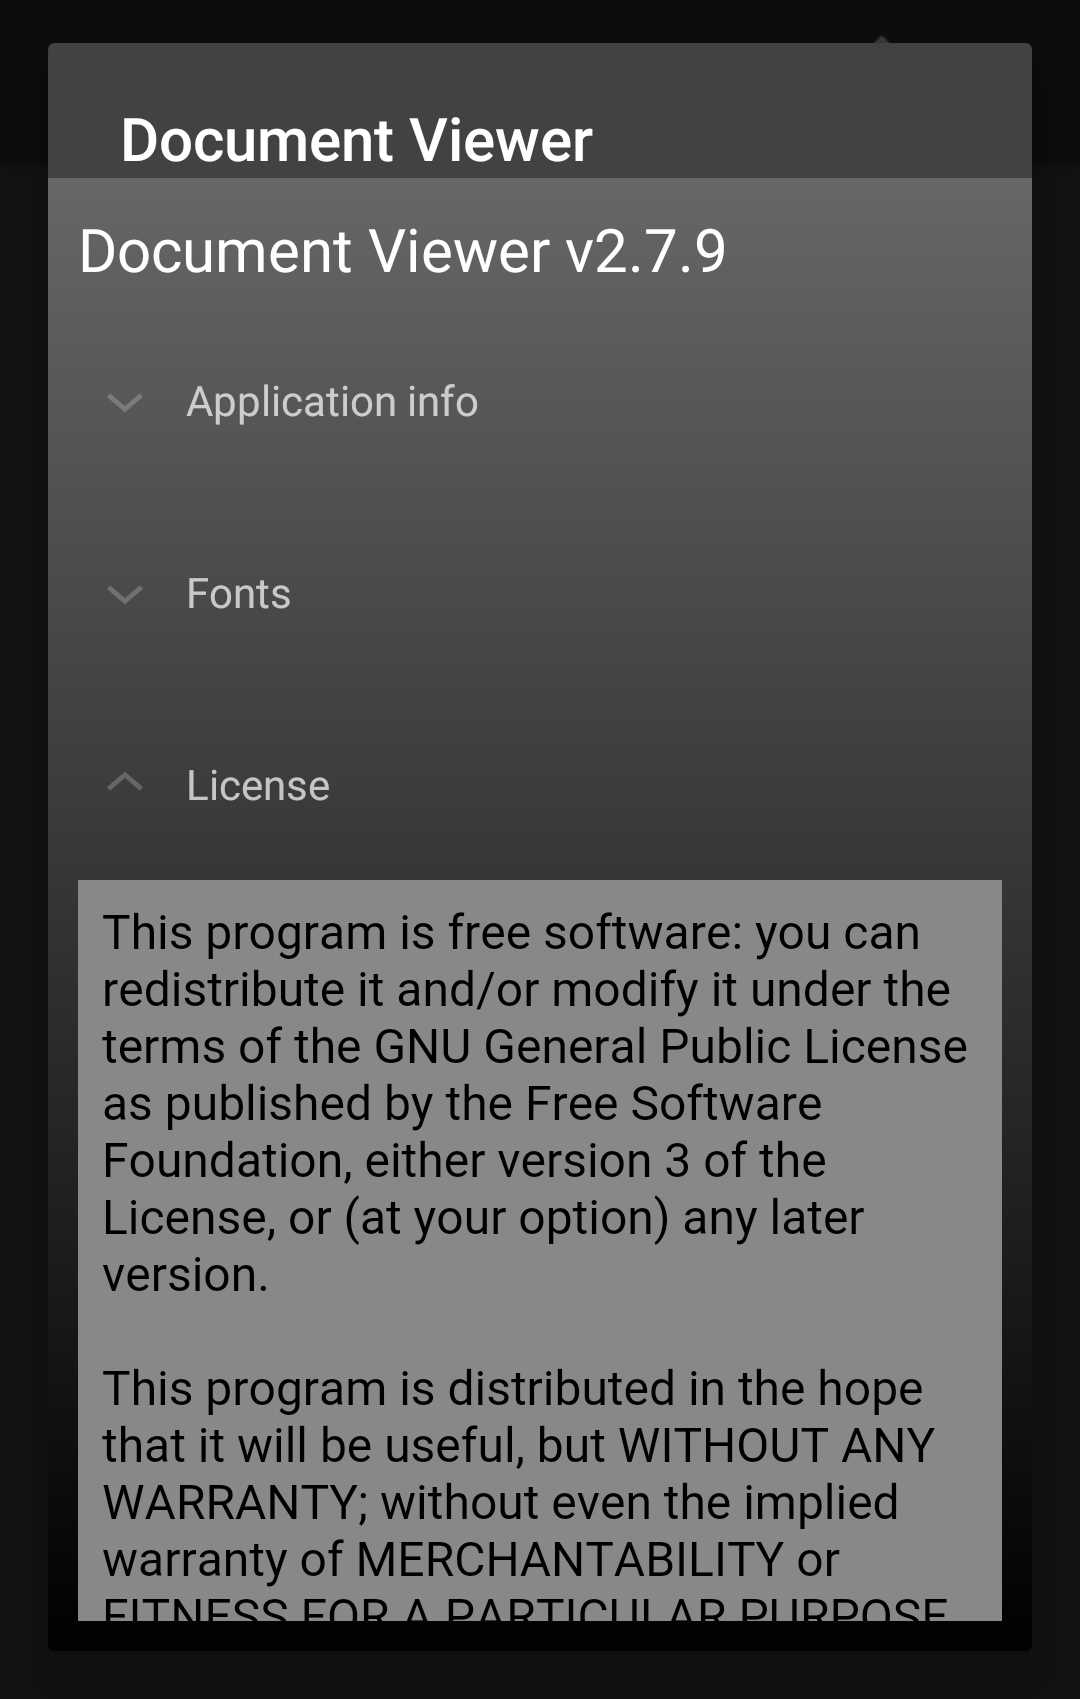 Document Viewer
Document Viewer v2.7.9
Application info
Fonts
License
This program is free software: you can
redistribute it and/or modify it under the
terms of the GNU General Public License
as published by the Free Software
Foundation, either version 3 of the
License, or (at your option) any later
version.
This program is distributed in the hope
that it will be useful, but WITHOUT ANY
WARRANTY; without even the implied
warranty of MERCHANTABILITY or
FITNESS FOR A PARTICULAR PURPOSE